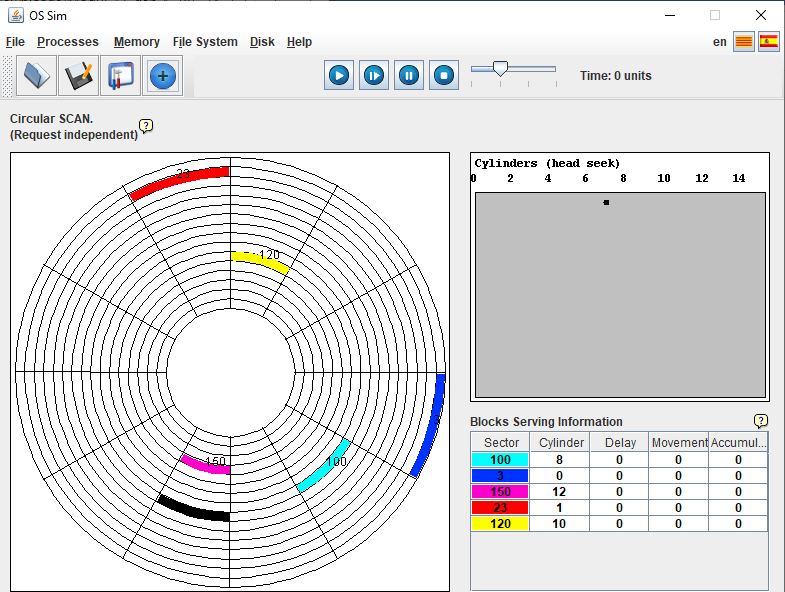 OS Sim
File Processes Memory File System Disk Help en
Time: 0 units
Circular SCAN.
(Request independent) ?
23
120
3
100
150
Cylinders (head seek)
0 2 4 6 8 10 12 14
Blocks Serving Information ?
Sector Cylinder Delay Movement Accumul...
100 8 0 0 0
3 0 0 0 0
150 12 0 0 0
23 1 0 0 0
120 10 0 0 0